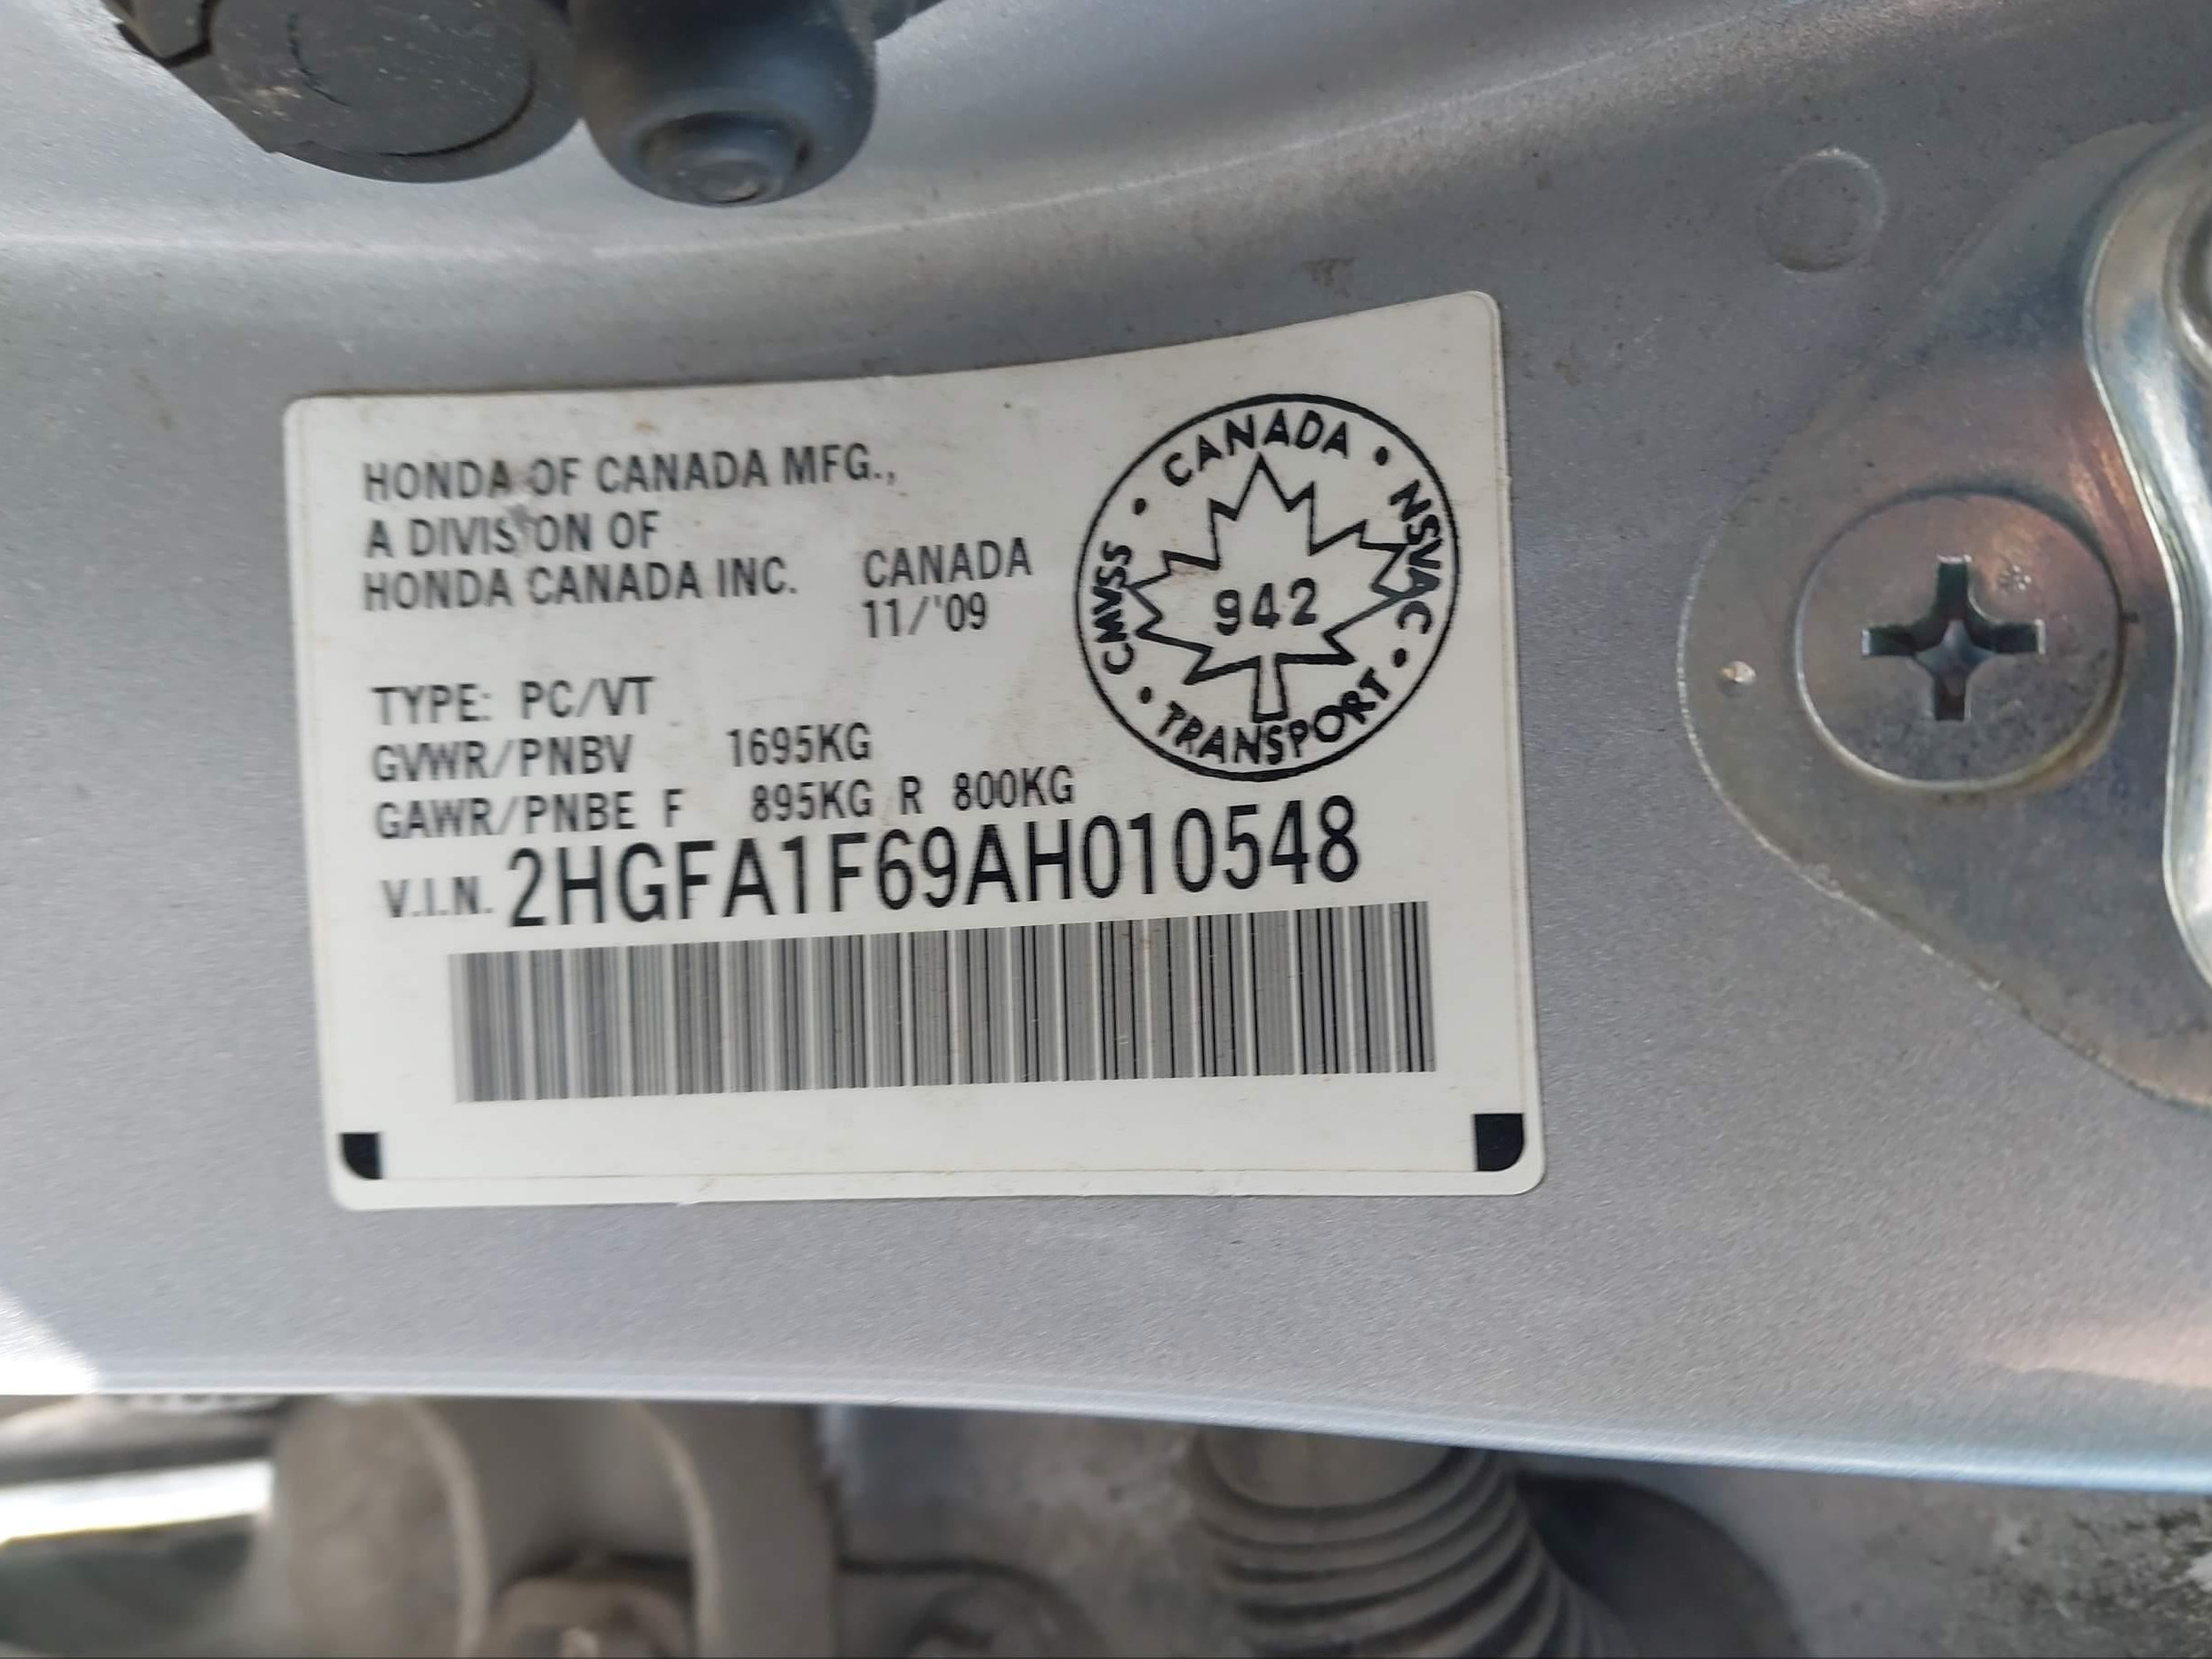 HONDA OF CANADA MFG.,
A DIVISION OF
HONDA CANADA INC. CANADA
11/'09
CANADA • NSVAC • TRANSPORT • CMVSS •
942
TYPE: PC/VT
GVWR/PNBV 1695KG
GAWR/PNBE F 895KG R 800KG
V.I.N. 2HGFA1F69AH010548